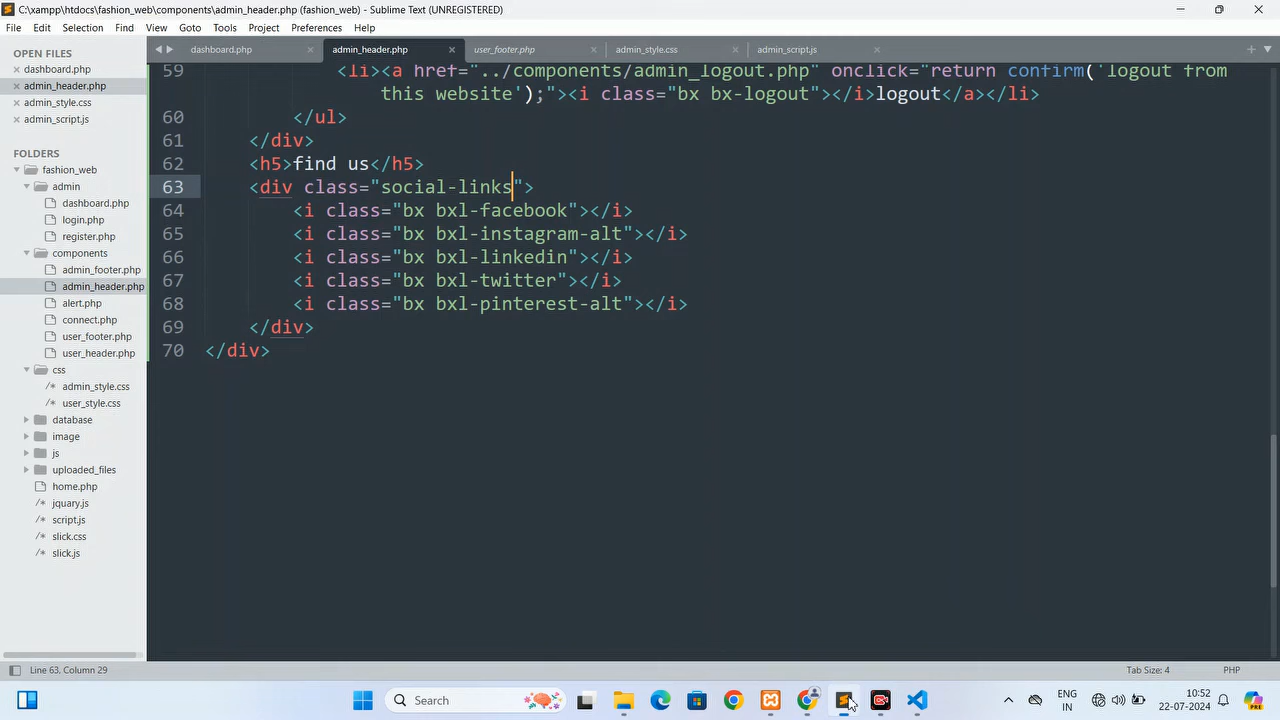 C:\xampp\htdocs\fashion_web\components\admin_header.php (fashion_web) - Sublime Text (UNREGISTERED)
File Edit Selection Find View Goto Tools Project Preferences Help
OPEN FILES
dashboard.php
admin_header.php
admin_style.css
admin_script.js
FOLDERS
fashion_web
admin
dashboard.php
login.php
register.php
components
admin_footer.php
admin_header.php
alert.php
connect.php
user_footer.php
user_header.php
css
admin_style.css
user_style.css
database
image
js
uploaded_files
home.php
jquary.js
script.js
slick.css
slick.js
dashboard.php admin_header.php user_footer.php admin_style.css admin_script.js
59 <li><a href="../components/admin_logout.php" onclick="return confirm('logout from
this website');"><i class="bx bx-logout"></i>logout</a></li>
60 </ul>
61 </div>
62 <h5>find us</h5>
63 <div class="social-links">
64 <i class="bx bxl-facebook"></i>
65 <i class="bx bxl-instagram-alt"></i>
66 <i class="bx bxl-linkedin"></i>
67 <i class="bx bxl-twitter"></i>
68 <i class="bx bxl-pinterest-alt"></i>
69 </div>
70 </div>
Line 63, Column 29 Tab Size: 4 PHP
Search
ENG
IN
10:52
22-07-2024
PRE